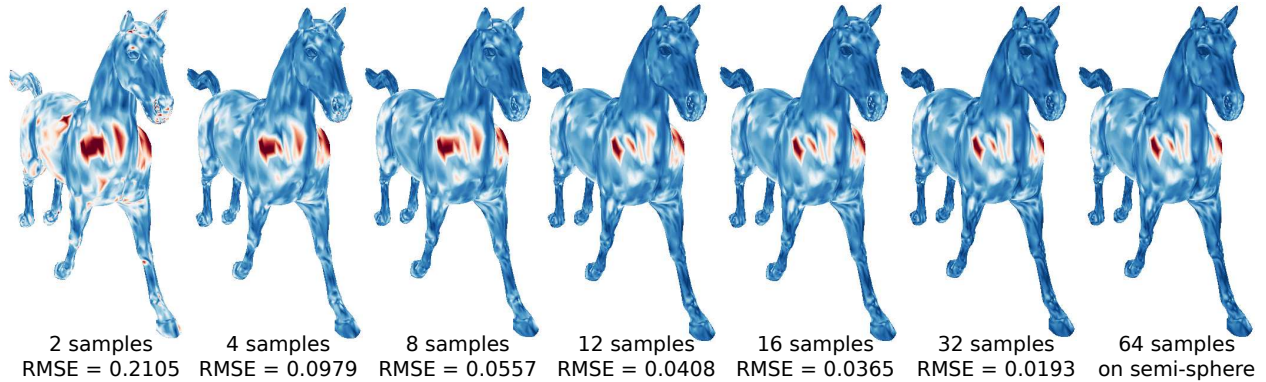 2 samples
RMSE = 0.2105
4 samples
RMSE = 0.0979
8 samples
RMSE = 0.0557
12 samples
RMSE = 0.0408
16 samples
RMSE = 0.0365
32 samples
RMSE = 0.0193
64 samples
on semi-sphere